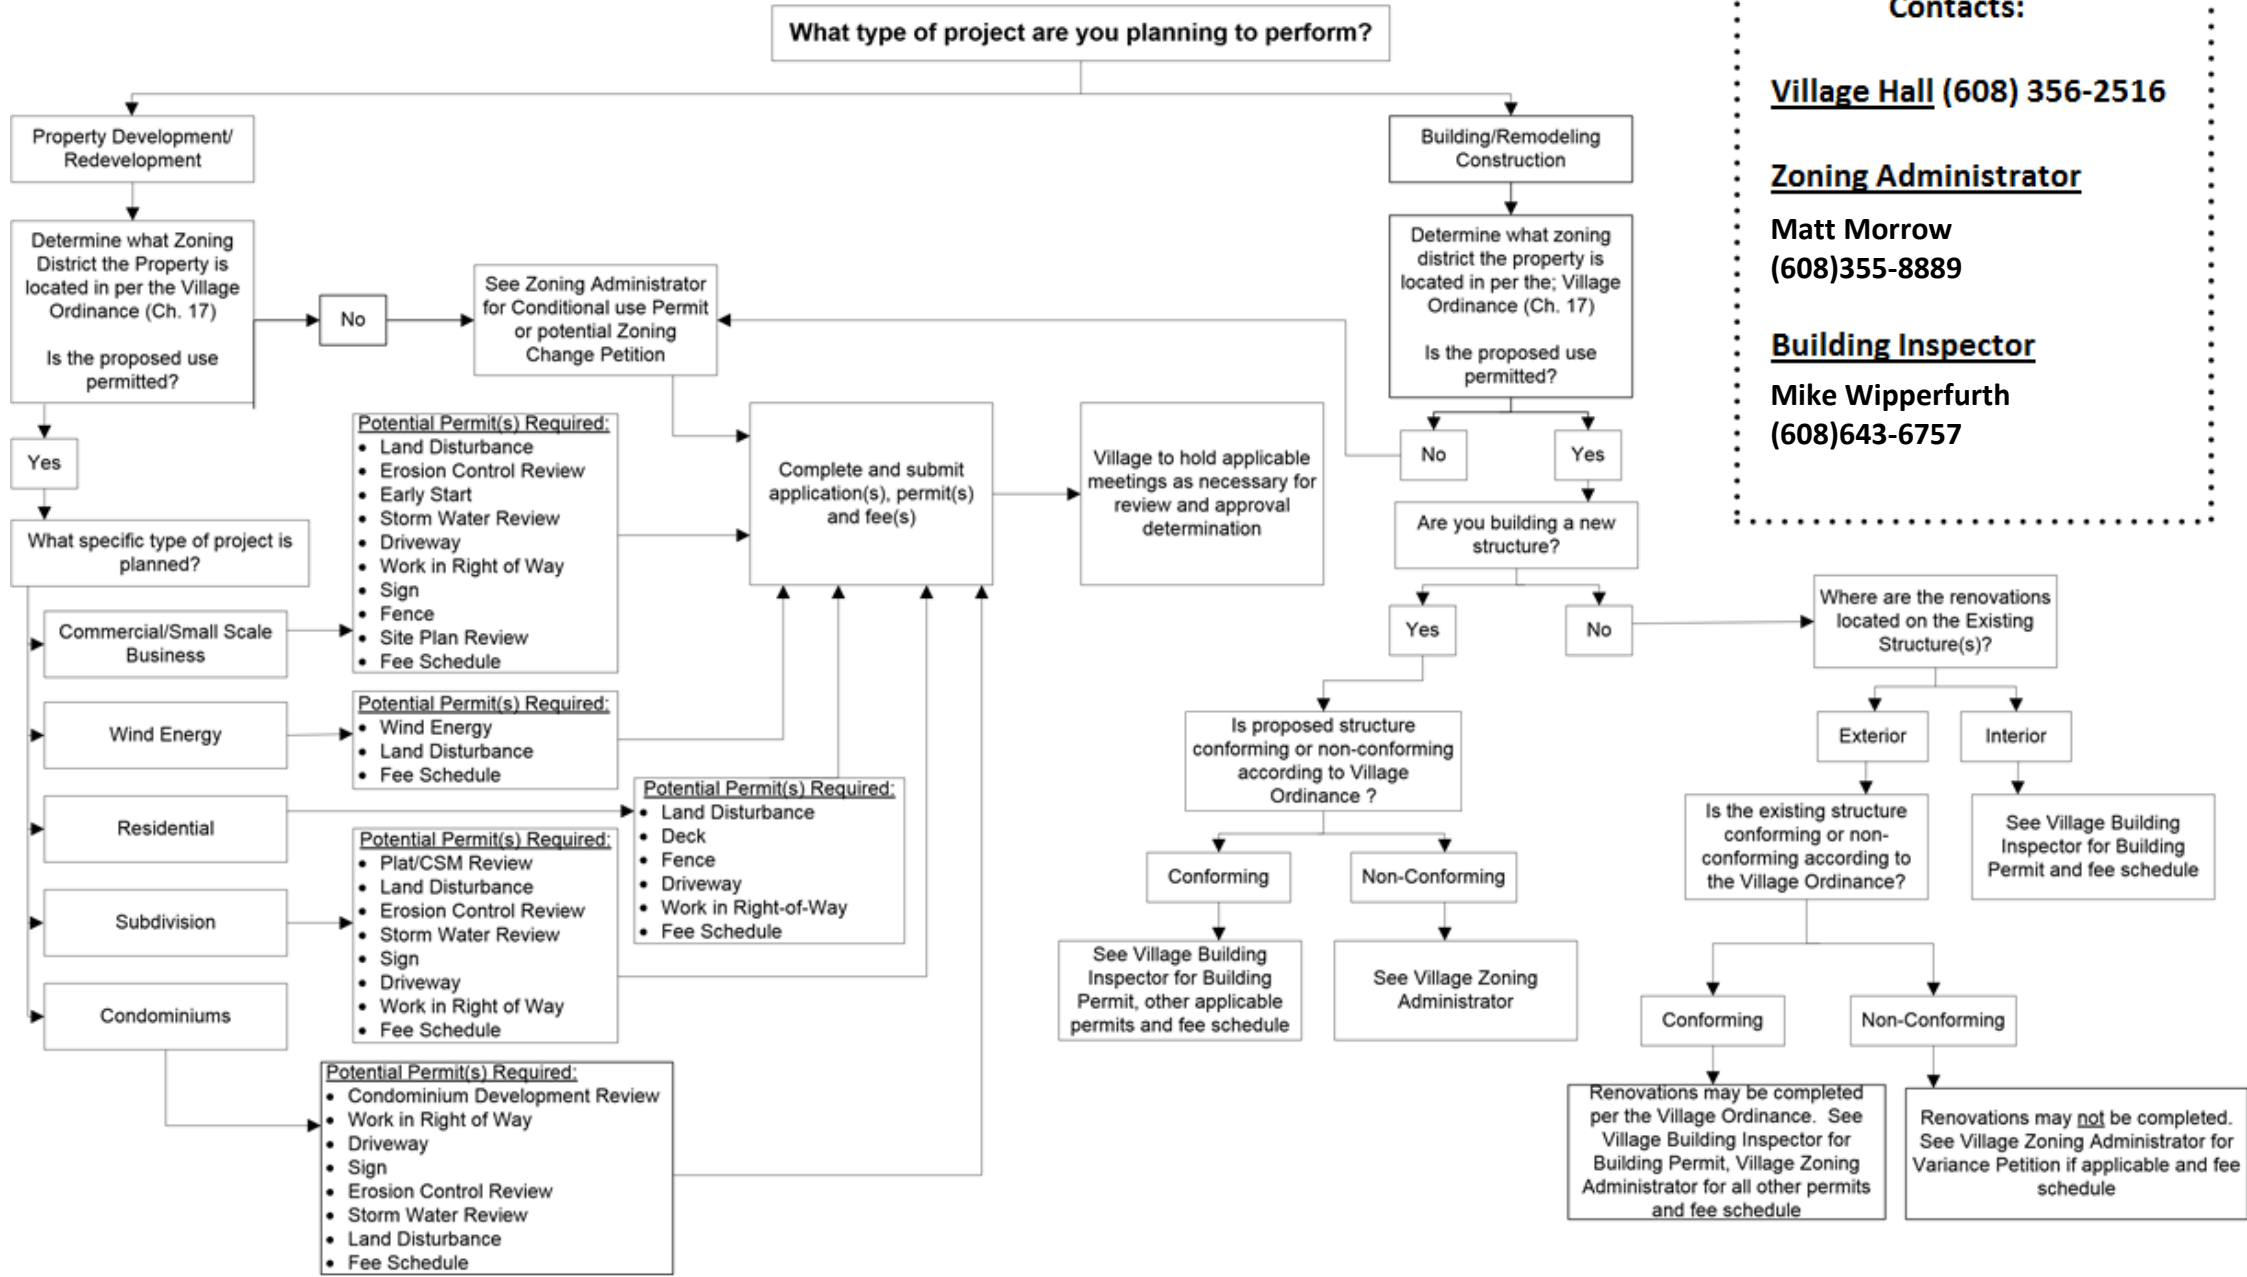 What type of project are you planning to perform?
Contacts:
Village Hall (608) 356-2516
Zoning Administrator
Matt Morrow
(608)355-8889
Building Inspector
Mike Wipperfurth
(608)643-6757
Property Development/
Redevelopment
Determine what Zoning
District the Property is
located in per the Village
Ordinance (Ch. 17)
Is the proposed use
permitted?
No
See Zoning Administrator
for Conditional use Permit
or potential Zoning
Change Petition
Yes
What specific type of project is
planned?
Commercial/Small Scale
Business
Potential Permit(s) Required:
• Land Disturbance
• Erosion Control Review
• Early Start
• Storm Water Review
• Driveway
• Work in Right of Way
• Sign
• Fence
• Site Plan Review
• Fee Schedule
Wind Energy
Potential Permit(s) Required:
• Wind Energy
• Land Disturbance
• Fee Schedule
Residential
Potential Permit(s) Required:
• Land Disturbance
• Deck
• Fence
• Driveway
• Work in Right-of-Way
• Fee Schedule
Subdivision
Potential Permit(s) Required:
• Plat/CSM Review
• Land Disturbance
• Erosion Control Review
• Storm Water Review
• Sign
• Driveway
• Work in Right of Way
• Fee Schedule
Condominiums
Potential Permit(s) Required:
• Condominium Development Review
• Work in Right of Way
• Driveway
• Sign
• Erosion Control Review
• Storm Water Review
• Land Disturbance
• Fee Schedule
Complete and submit
application(s), permit(s)
and fee(s)
Village to hold applicable
meetings as necessary for
review and approval
determination
Building/Remodeling
Construction
Determine what zoning
district the property is
located in per the; Village
Ordinance (Ch. 17)
Is the proposed use
permitted?
No
Yes
Are you building a new
structure?
Yes
No
Is proposed structure
conforming or non-conforming
according to Village
Ordinance ?
Conforming
Non-Conforming
See Village Building
Inspector for Building
Permit, other applicable
permits and fee schedule
See Village Zoning
Administrator
Where are the renovations
located on the Existing
Structure(s)?
Exterior
Interior
Is the existing structure
conforming or non-
conforming according to
the Village Ordinance?
See Village Building
Inspector for Building
Permit and fee schedule
Conforming
Non-Conforming
Renovations may be completed
per the Village Ordinance. See
Village Building Inspector for
Building Permit, Village Zoning
Administrator for all other permits
and fee schedule
Renovations may not be completed.
See Village Zoning Administrator for
Variance Petition if applicable and fee
schedule